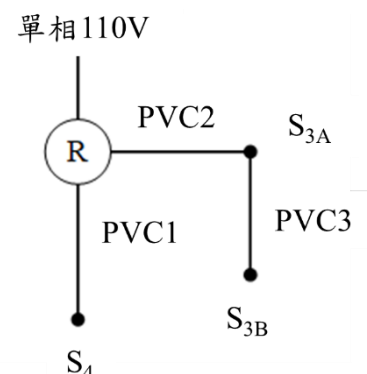 單相110V
PVC2
S3A
R
PVC1
PVC3
S3B
S4